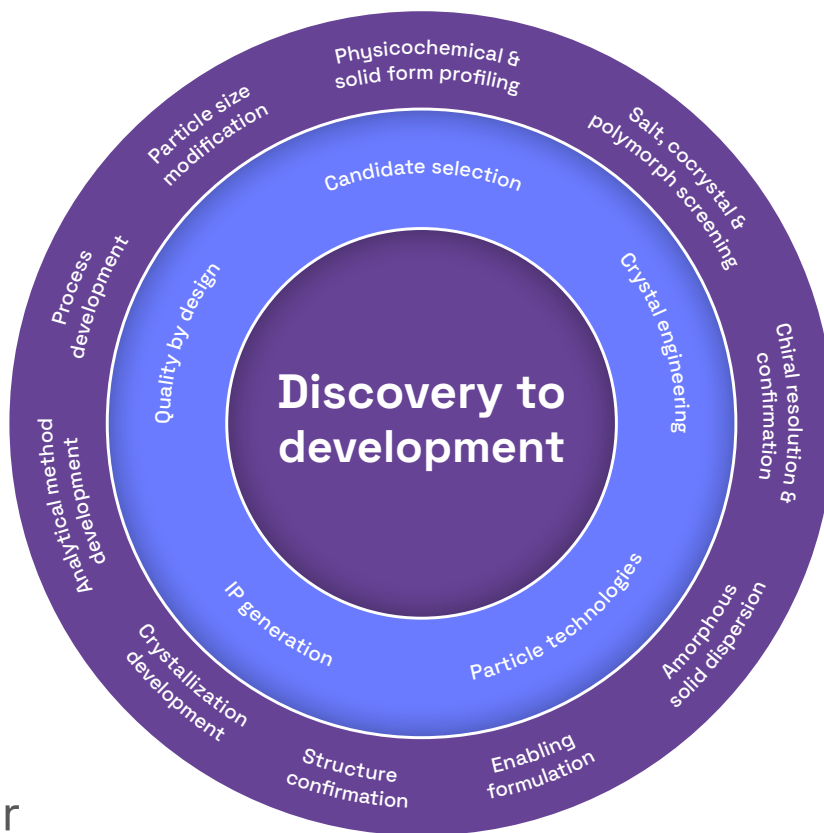 Physicochemical &
solid form profiling
Salt, cocrystal &
polymorph screening
Chiral resolution &
confirmation
Amorphous
solid dispersion
Enabling
formulation
Structure
confirmation
Crystallization
development
Analytical method
development
Process
development
Particle size
modification
Candidate selection
Crystal engineering
Particle technologies
IP generation
Quality by design
Discovery to
development
r